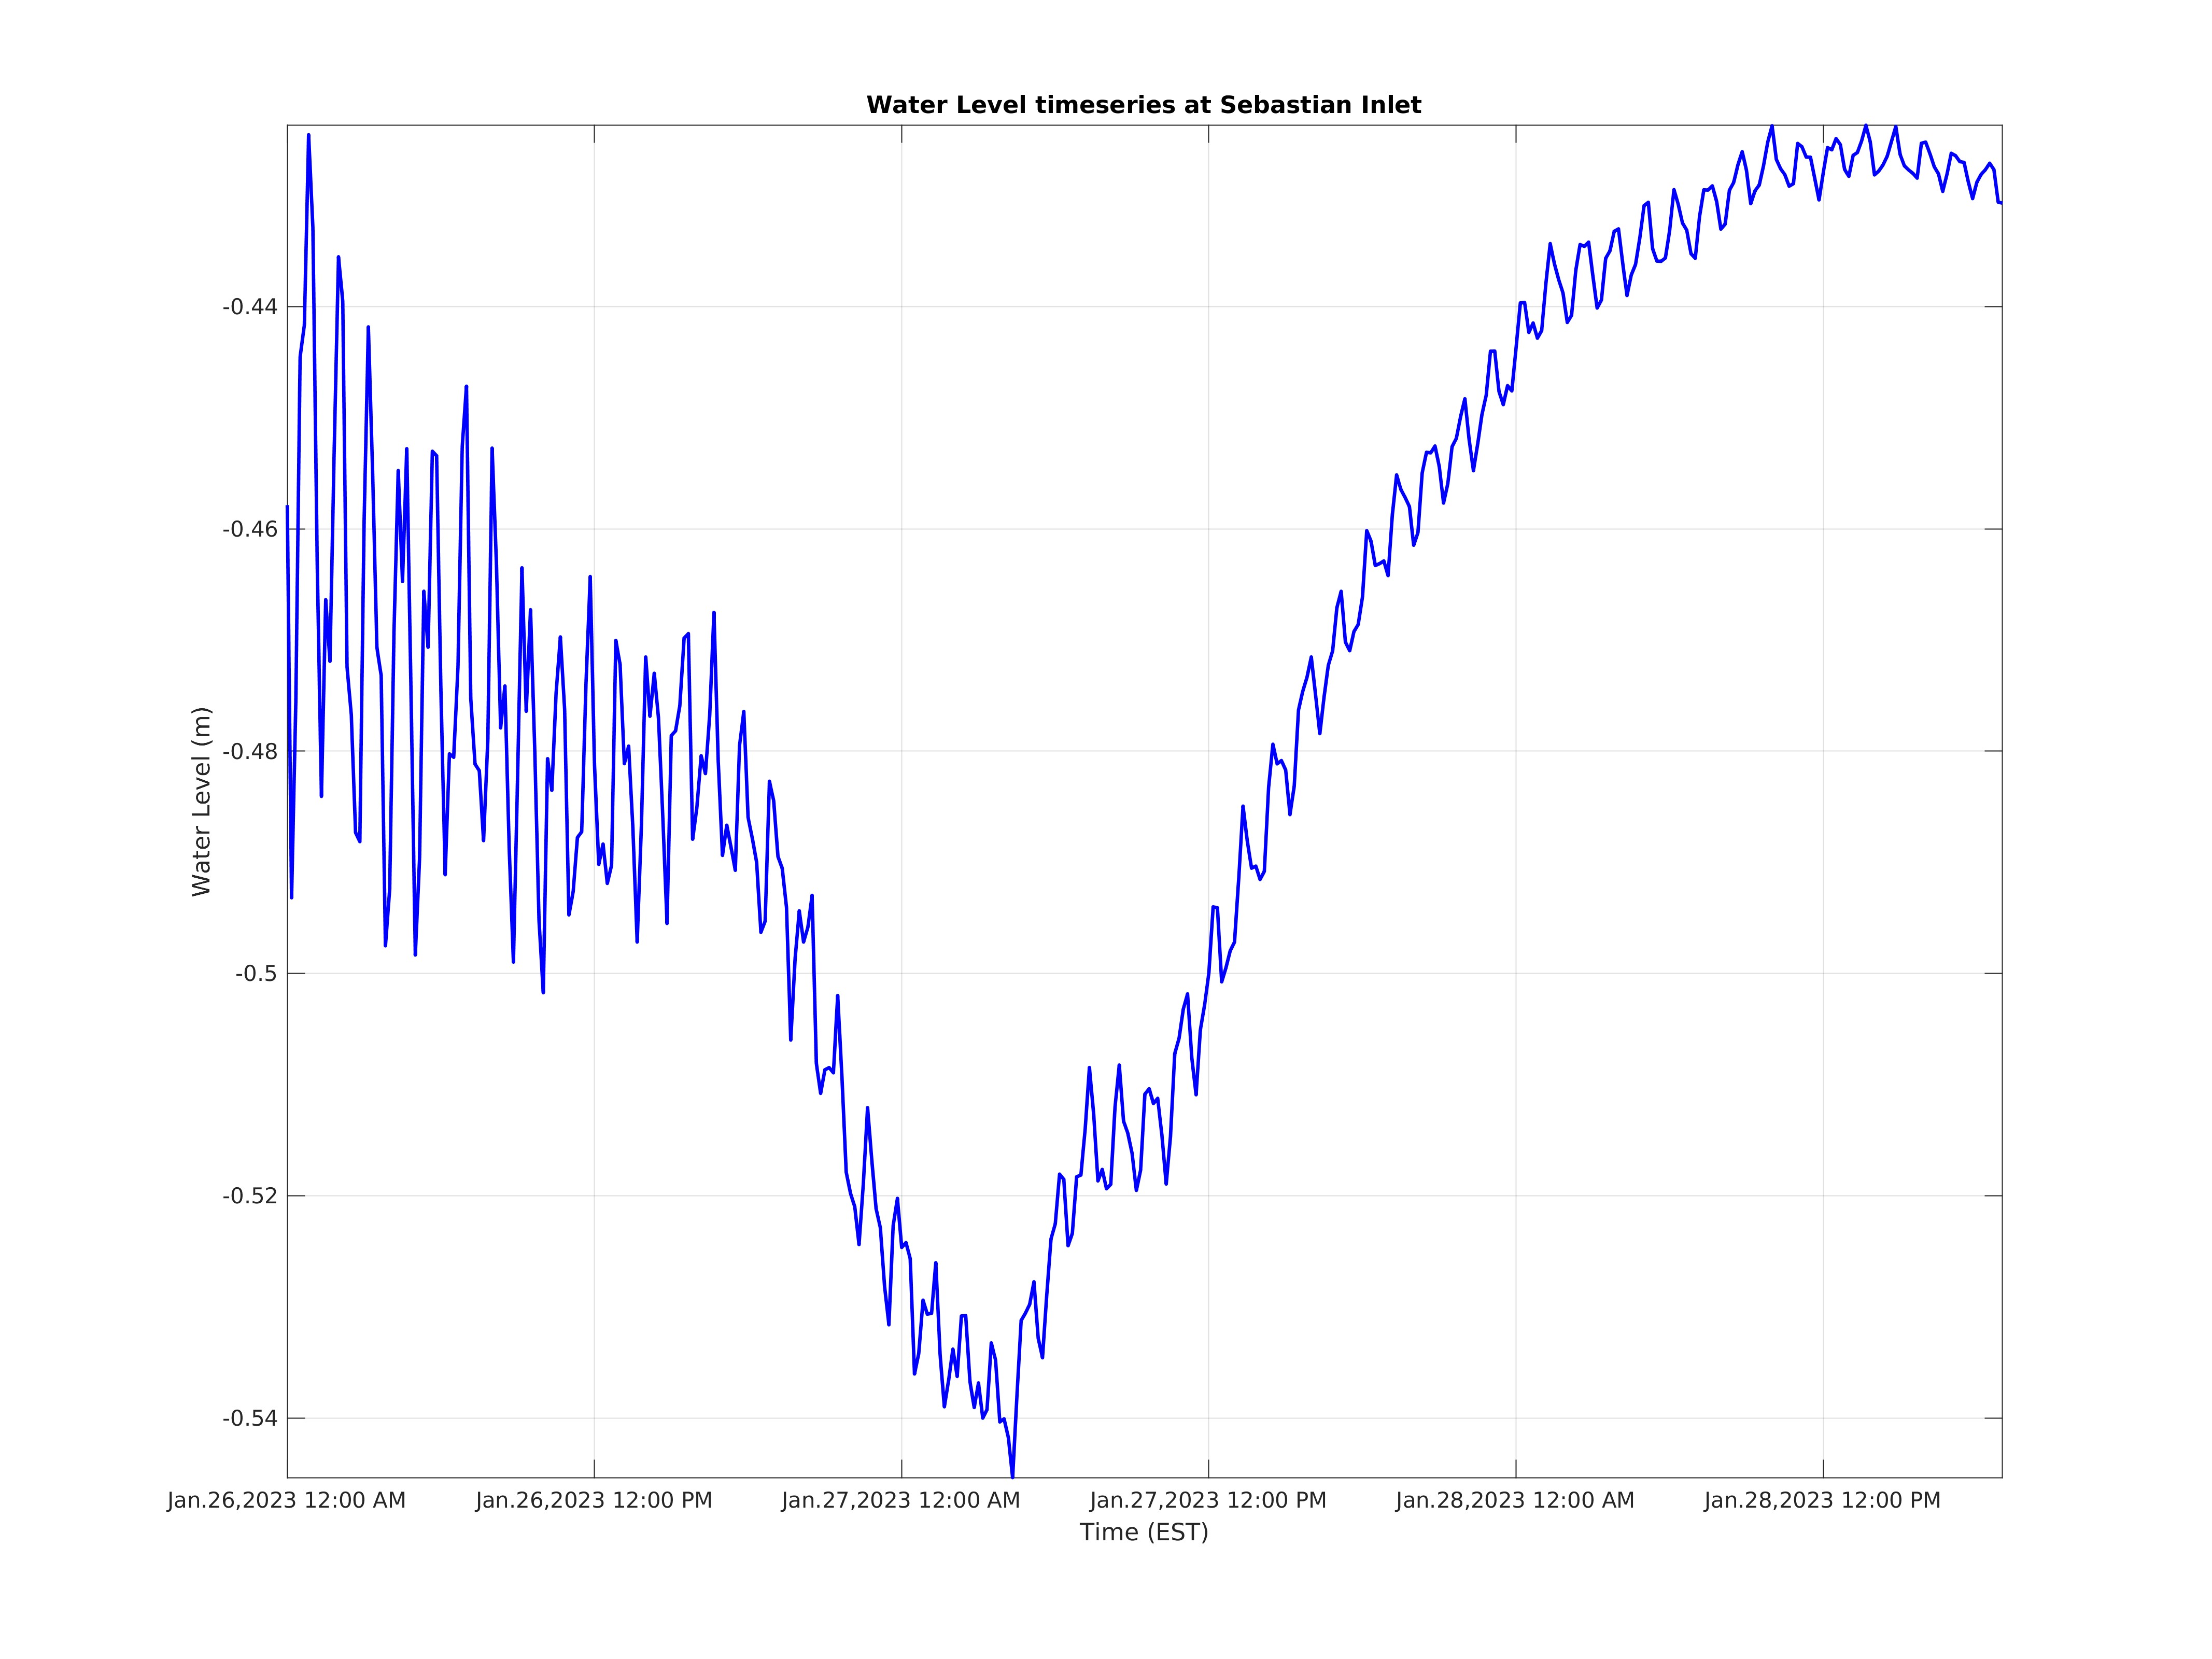 Water Level timeseries at Sebastian Inlet
-0.44
-0.46
-0.48
-0.5
-0.52
-0.54
Water Level (m)
Jan.26,2023 12:00 AM
Jan.26,2023 12:00 PM
Jan.27,2023 12:00 AM
Jan.27,2023 12:00 PM
Jan.28,2023 12:00 AM
Jan.28,2023 12:00 PM
Time (EST)